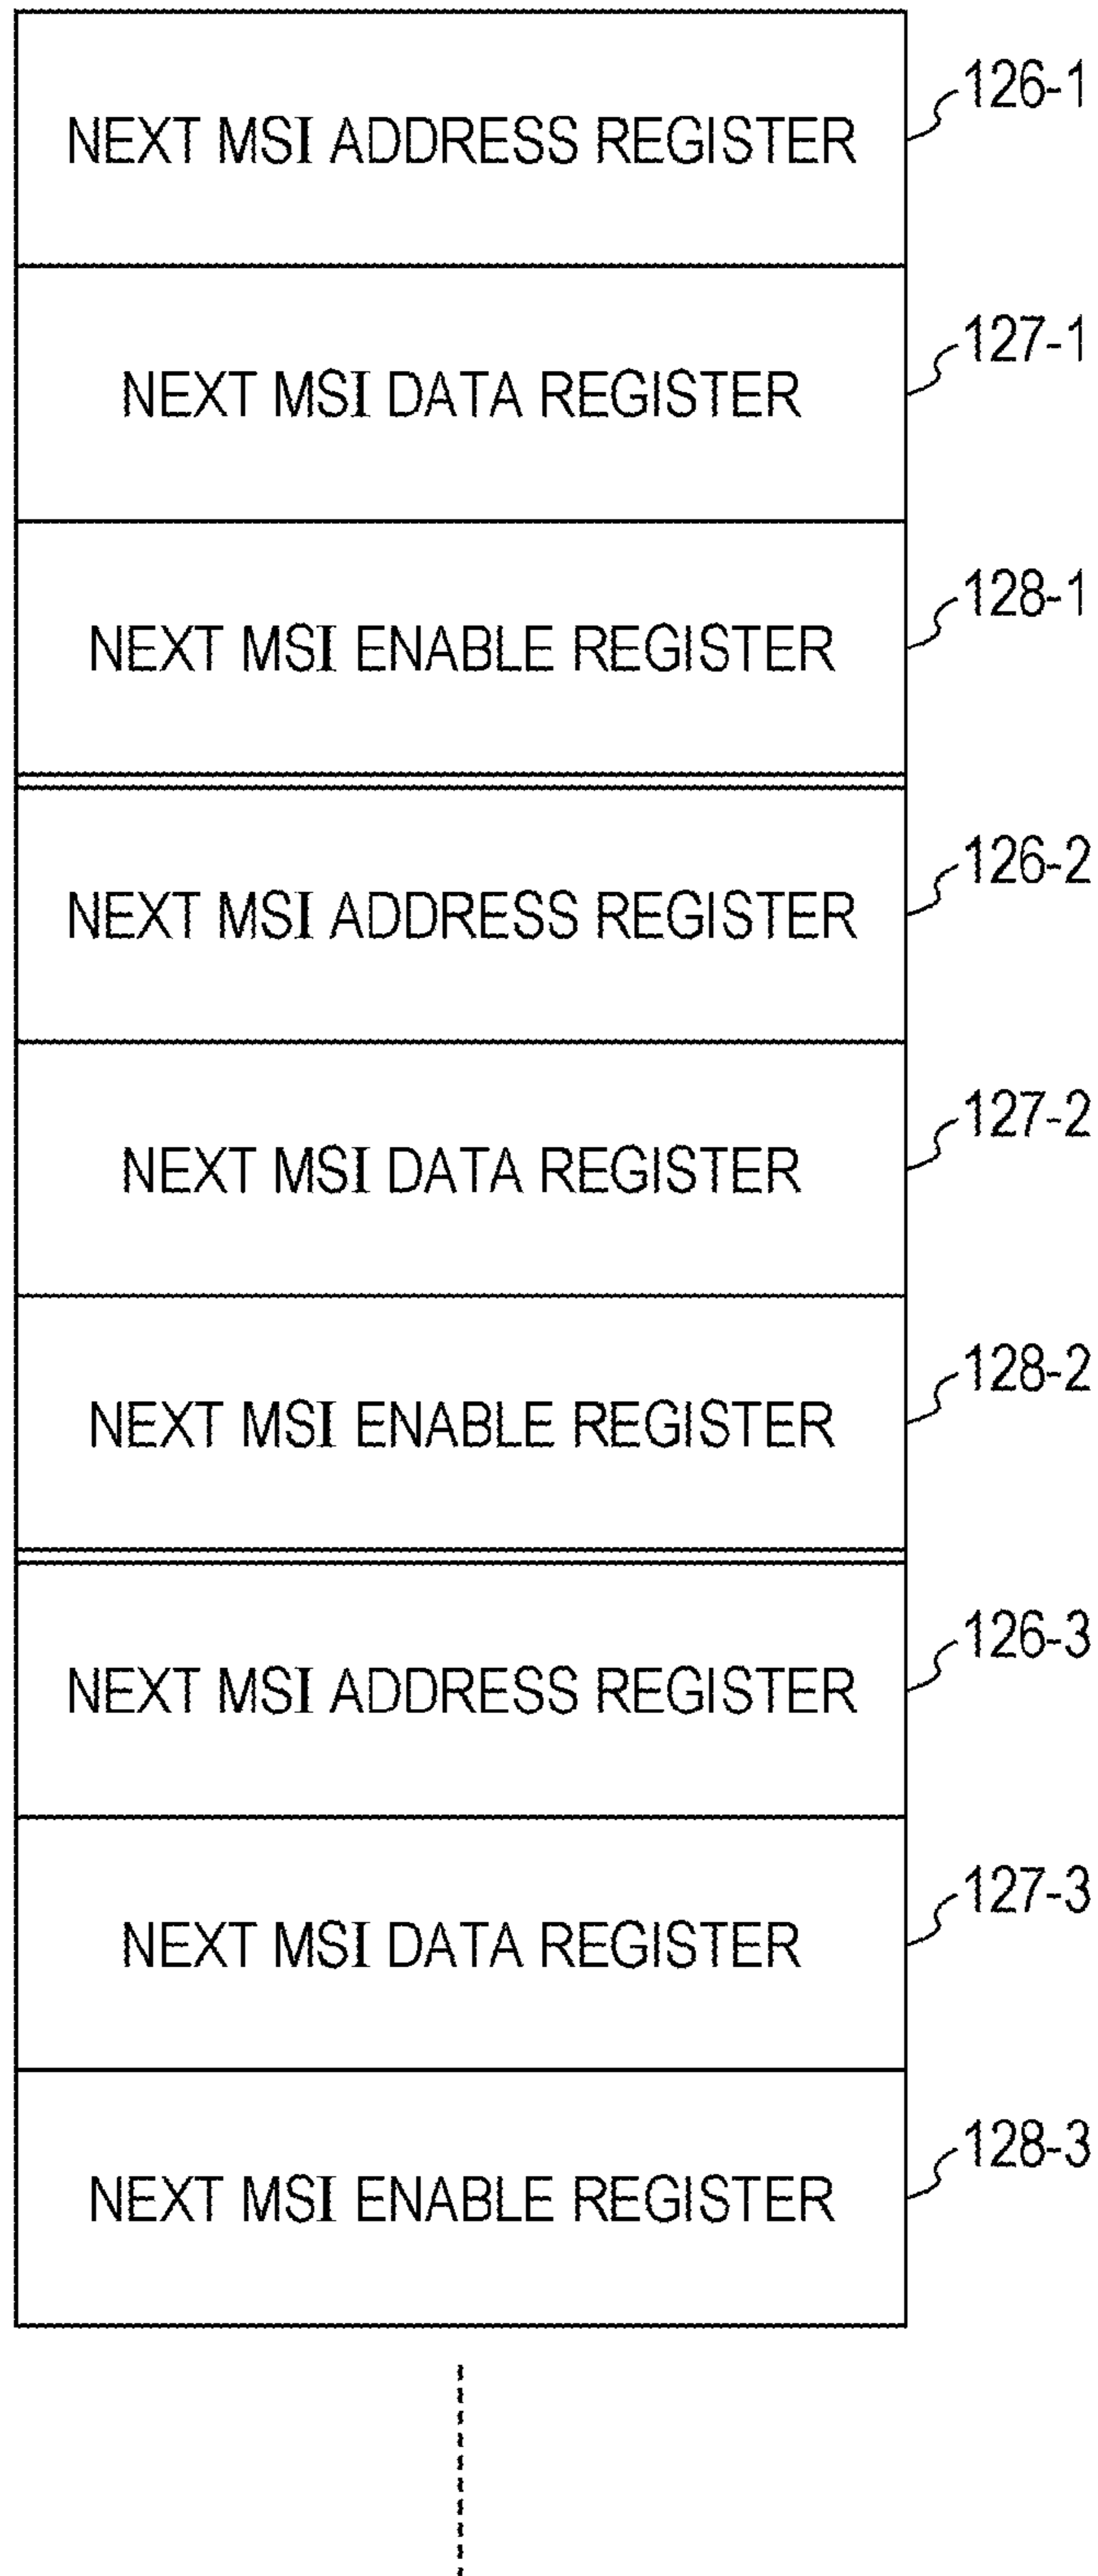 NEXT MSI ADDRESS REGISTER 126-1
NEXT MSI DATA REGISTER 127-1
NEXT MSI ENABLE REGISTER 128-1
NEXT MSI ADDRESS REGISTER 126-2
NEXT MSI DATA REGISTER 127-2
NEXT MSI ENABLE REGISTER 128-2
NEXT MSI ADDRESS REGISTER 126-3
NEXT MSI DATA REGISTER 127-3
NEXT MSI ENABLE REGISTER 128-3